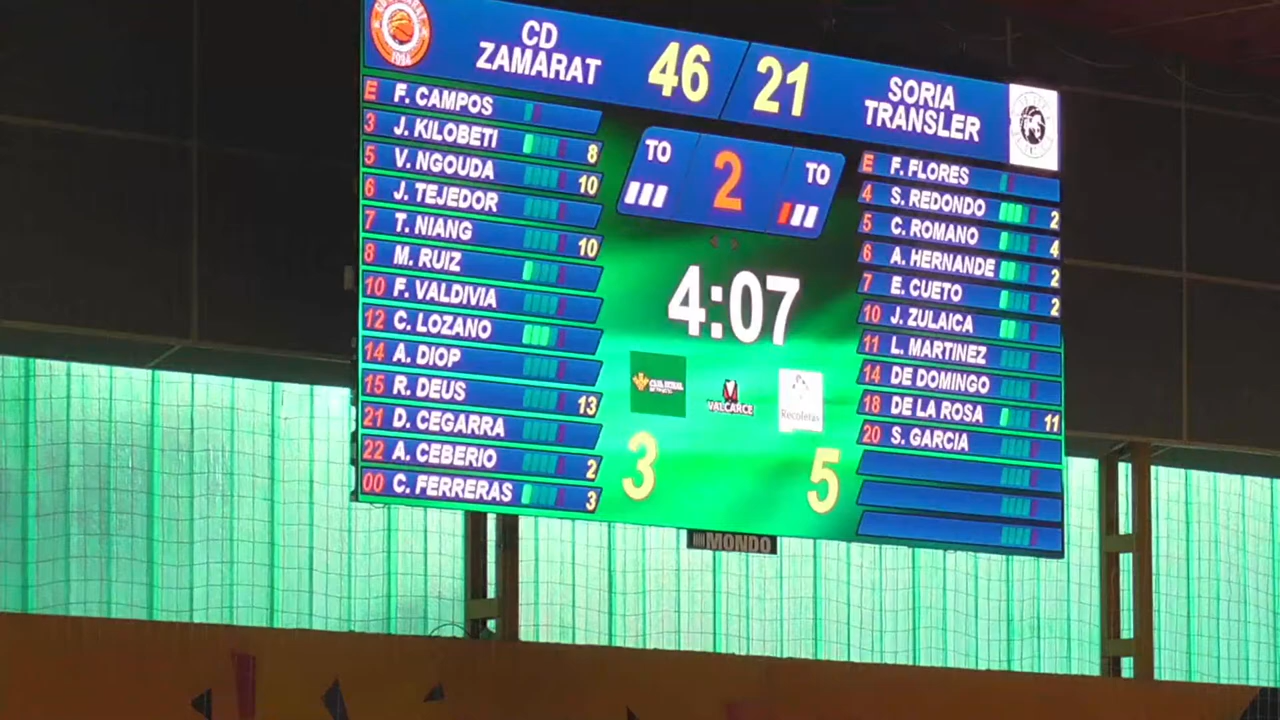 CD ZAMARAT 46 21 SORIA TRANSLER
1994
E F. CAMPOS
3 J. KILOBETI 8
5 V. NGOUDA 10
6 J. TEJEDOR
7 T. NIANG 10
8 M. RUIZ
10 F. VALDIVIA
12 C. LOZANO
14 A. DIOP
15 R. DEUS 13
21 D. CEGARRA
22 A. CEBERIO 2
00 C. FERRERAS 3
TO 2 TO
4:07
CAJA RURAL
VALCARCE
Recoletas
3 5
E F. FLORES
4 S. REDONDO 2
5 C. ROMANO 4
6 A. HERNANDE 2
7 E. CUETO 2
10 J. ZULAICA
11 L. MARTINEZ
14 DE DOMINGO
18 DE LA ROSA 11
20 S. GARCIA
MONDO